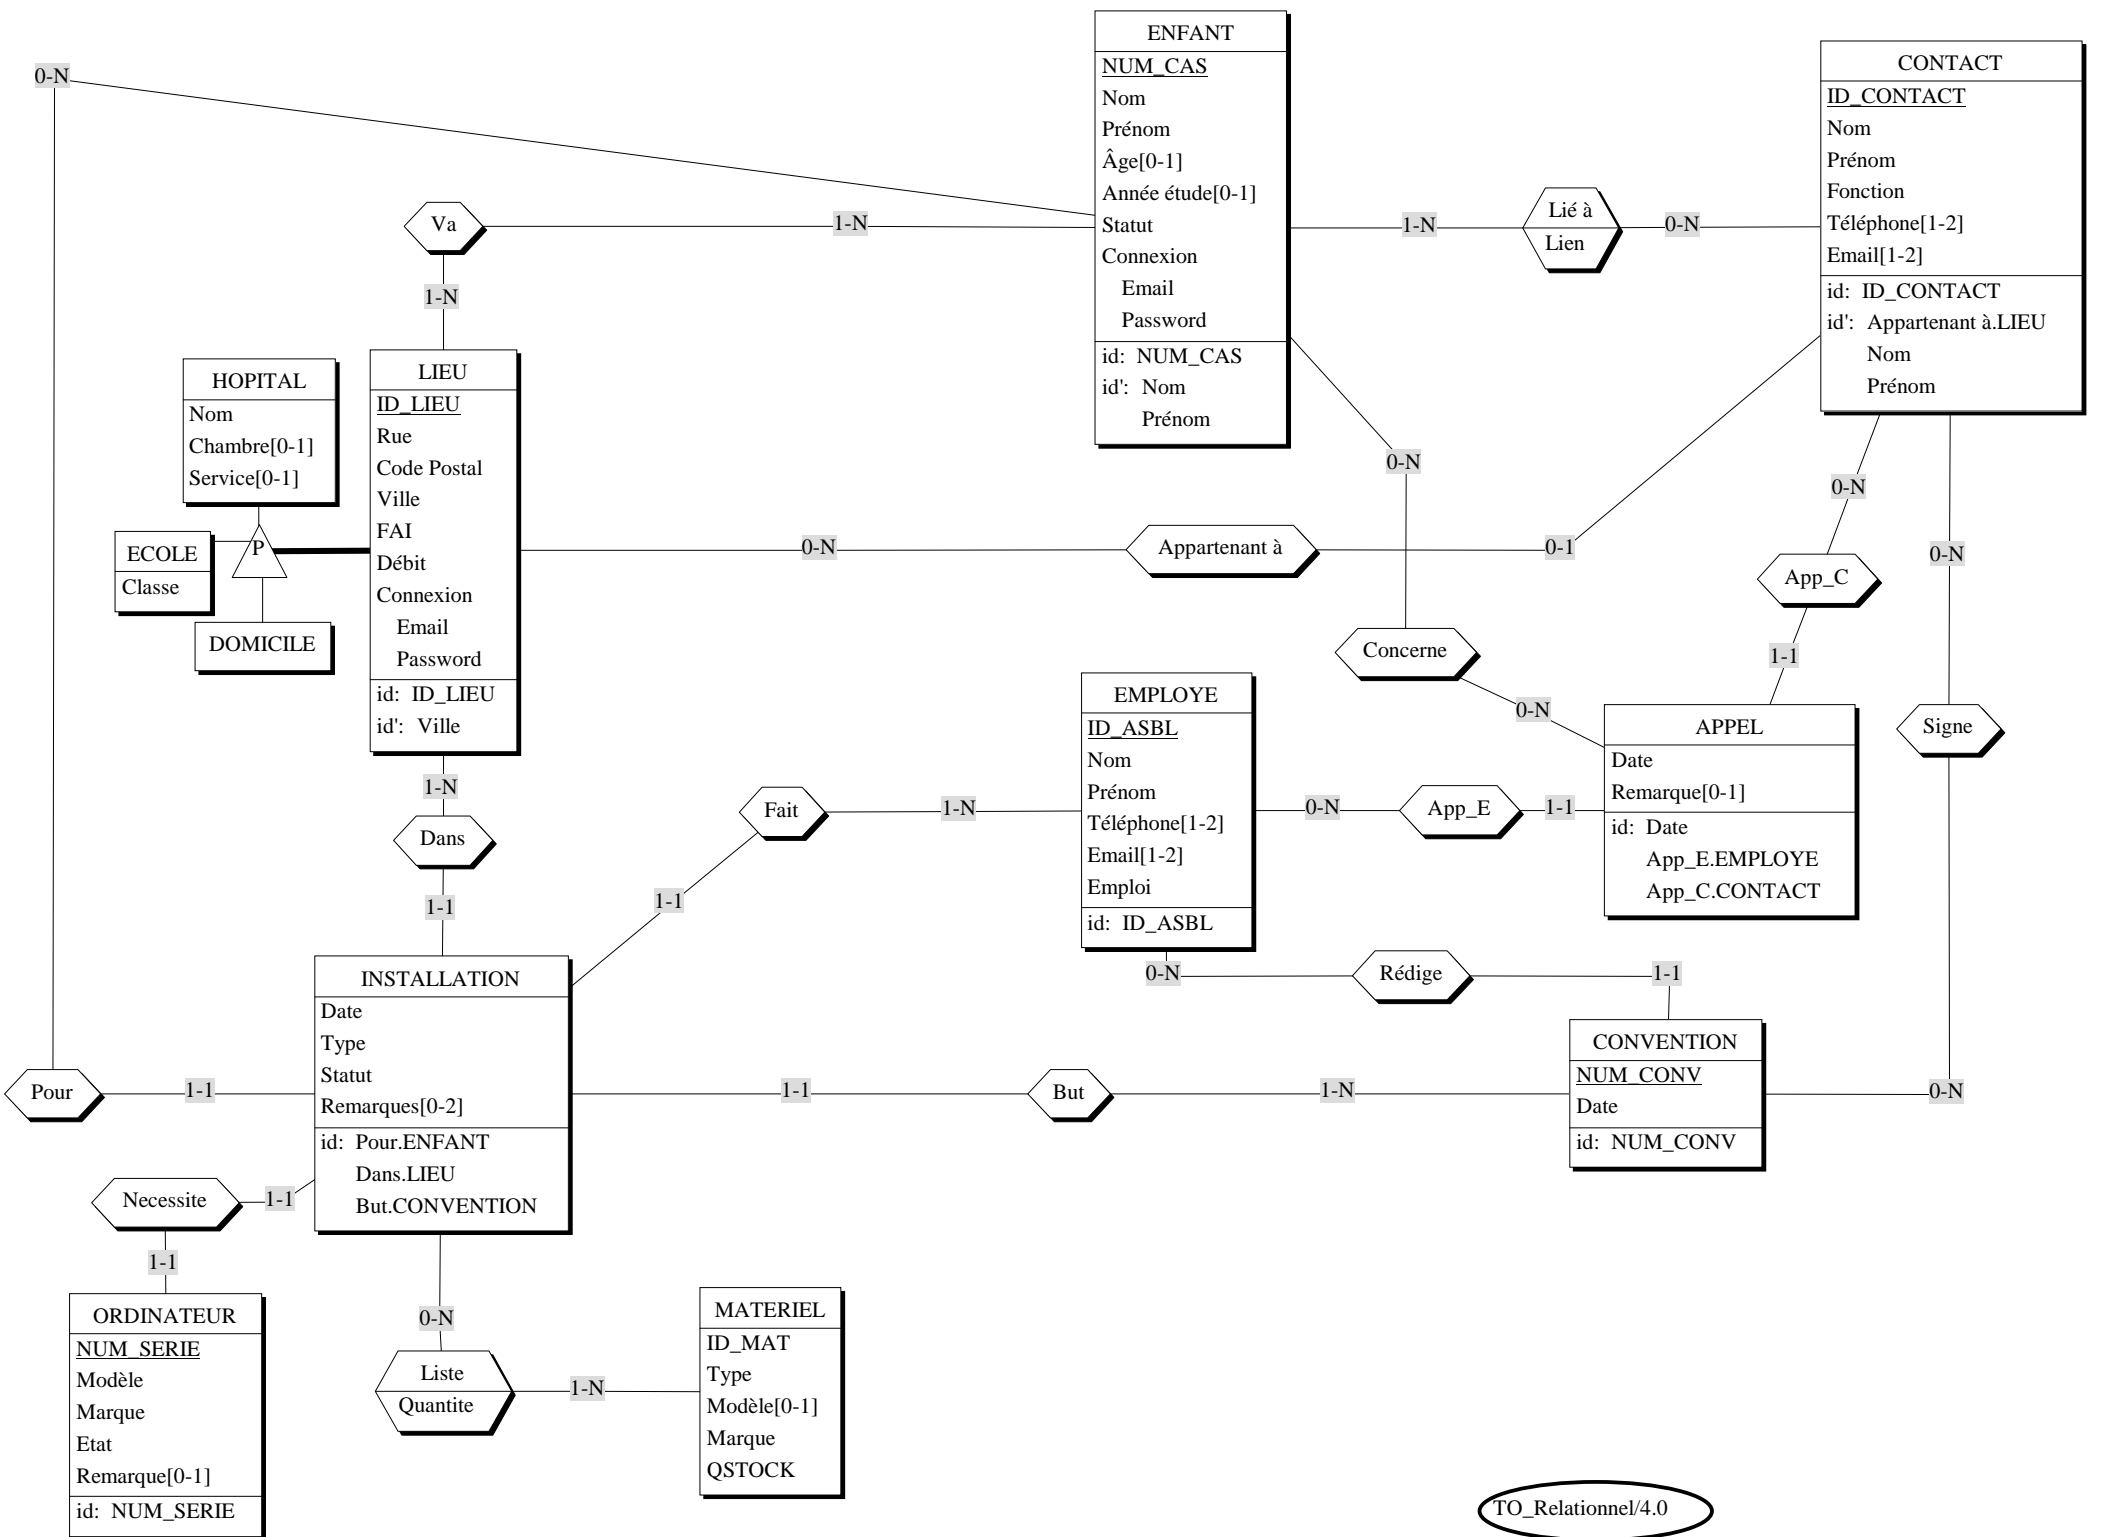 ENFANT
NUM_CAS
Nom
Prénom
Âge[0-1]
Année étude[0-1]
Statut
Connexion
Email
Password
id: NUM_CAS
id': Nom
Prénom
CONTACT
ID_CONTACT
Nom
Prénom
Fonction
Téléphone[1-2]
Email[1-2]
id: ID_CONTACT
id': Appartenant à.LIEU
Nom
Prénom
0-N
Va
1-N
1-N
1-N
Lié à
Lien
0-N
HOPITAL
Nom
Chambre[0-1]
Service[0-1]
P
ECOLE
Classe
DOMICILE
LIEU
ID_LIEU
Rue
Code Postal
Ville
FAI
Débit
Connexion
Email
Password
id: ID_LIEU
id': Ville
0-N
Appartenant à
0-1
0-N
Concerne
0-N
0-N
App_C
1-1
0-N
Signe
0-N
EMPLOYE
ID_ASBL
Nom
Prénom
Téléphone[1-2]
Email[1-2]
Emploi
id: ID_ASBL
APPEL
Date
Remarque[0-1]
id: Date
App_E.EMPLOYE
App_C.CONTACT
1-N
Dans
1-1
Fait
1-N
1-1
0-N
App_E
1-1
0-N
Rédige
1-1
INSTALLATION
Date
Type
Statut
Remarques[0-2]
id: Pour.ENFANT
Dans.LIEU
But.CONVENTION
CONVENTION
NUM_CONV
Date
id: NUM_CONV
Pour
1-1
1-1
But
1-N
Necessite
1-1
1-1
ORDINATEUR
NUM_SERIE
Modèle
Marque
Etat
Remarque[0-1]
id: NUM_SERIE
0-N
Liste
Quantite
1-N
MATERIEL
ID_MAT
Type
Modèle[0-1]
Marque
QSTOCK
TO_Relationnel/4.0